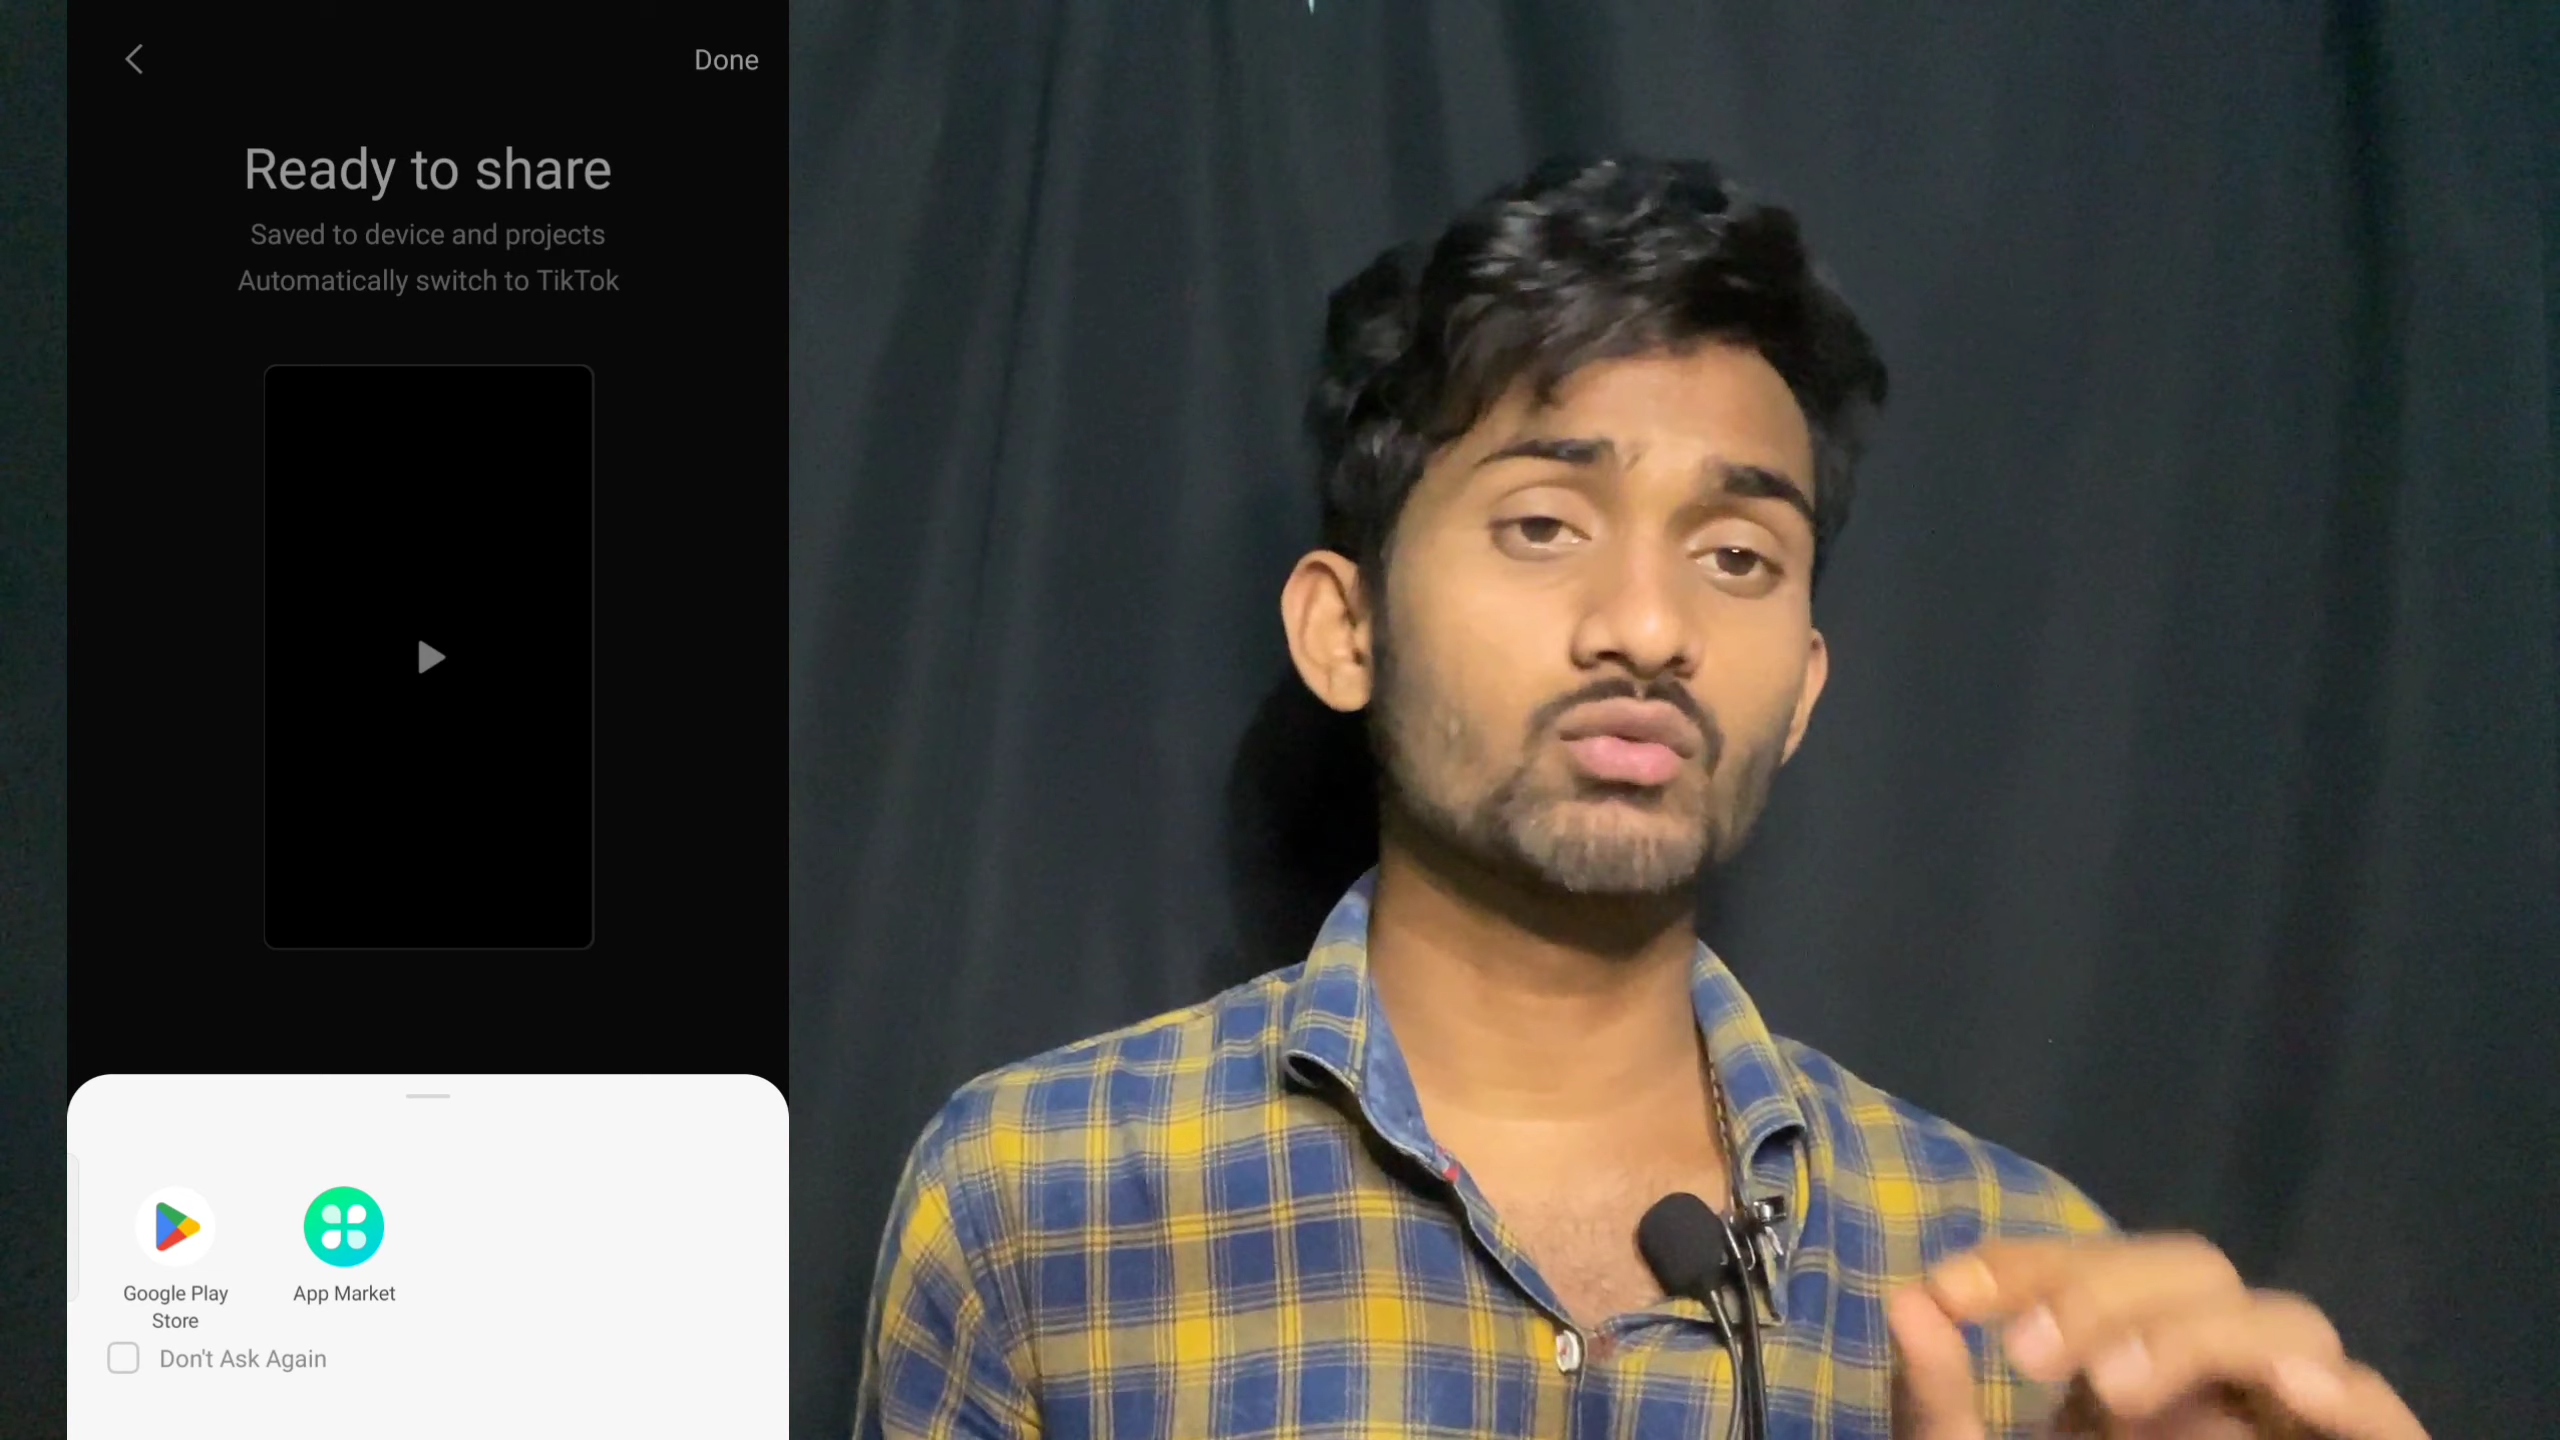 Done
Ready to share
Saved to device and projects
Automatically switch to TikTok
Google Play
Store
App Market
Don't Ask Again